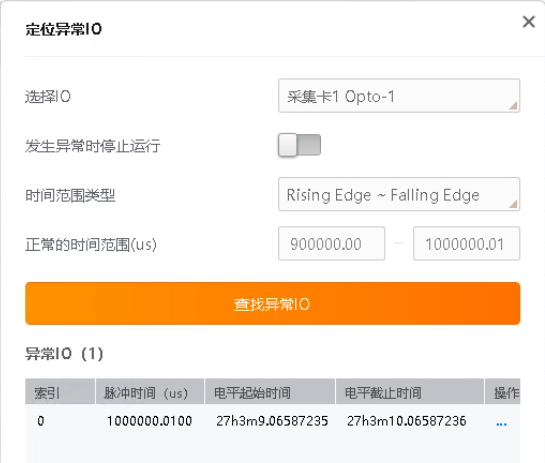 定位异常IO
选择IO 采集卡1 Opto-1
发生异常时停止运行
时间范围类型 Rising Edge ~ Falling Edge
正常的时间范围(us) 900000.00 — 1000000.01
查找异常IO
异常IO（1）
索引 脉冲时间（us） 电平起始时间 电平截止时间 操作
0 1000000.0100 27h3m9.06587235 27h3m10.06587236 ...